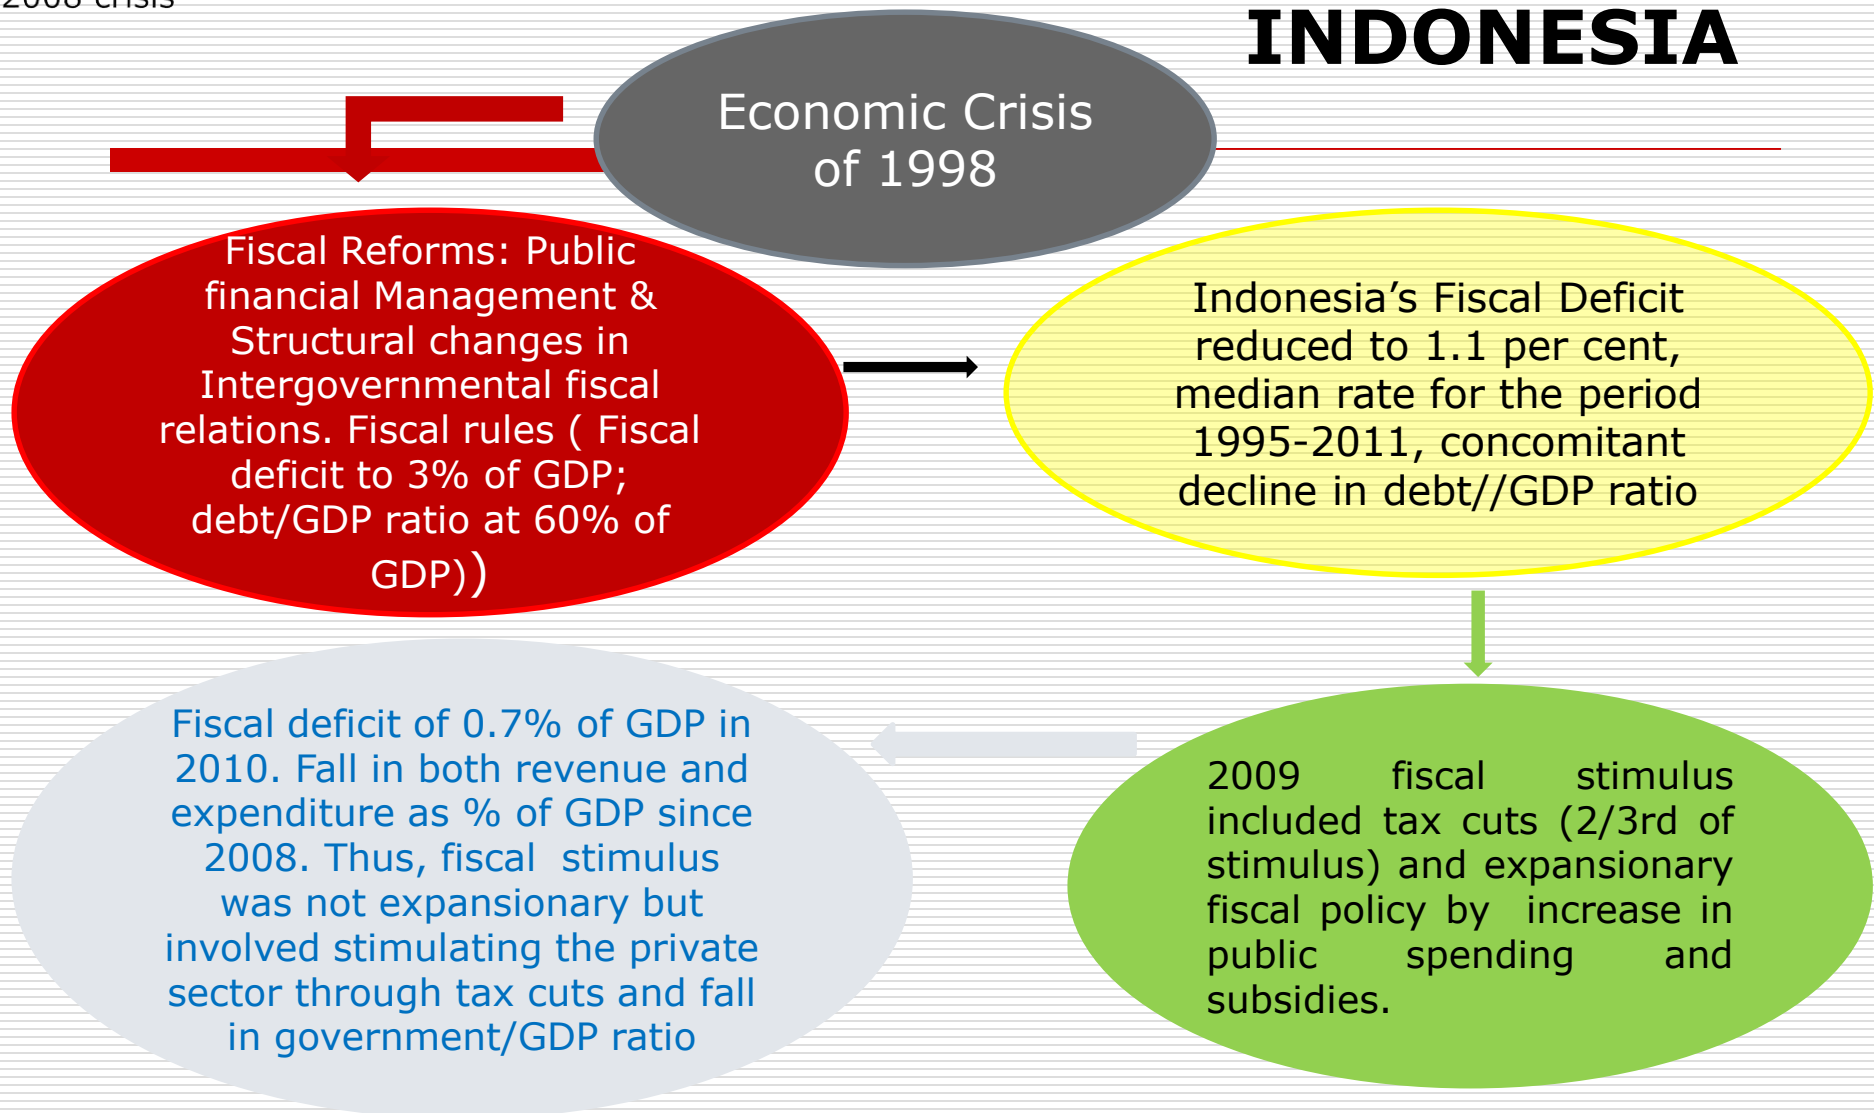 2008 crisis
INDONESIA
Economic Crisis
of 1998
Fiscal Reforms: Public
financial Management &
Structural changes in
Intergovernmental fiscal
relations. Fiscal rules ( Fiscal
deficit to 3% of GDP;
debt/GDP ratio at 60% of
GDP))
Indonesia’s Fiscal Deficit
reduced to 1.1 per cent,
median rate for the period
1995-2011, concomitant
decline in debt//GDP ratio
2009 fiscal stimulus
included tax cuts (2/3rd of
stimulus) and expansionary
fiscal policy by increase in
public spending and
subsidies.
Fiscal deficit of 0.7% of GDP in
2010. Fall in both revenue and
expenditure as % of GDP since
2008. Thus, fiscal stimulus
was not expansionary but
involved stimulating the private
sector through tax cuts and fall
in government/GDP ratio